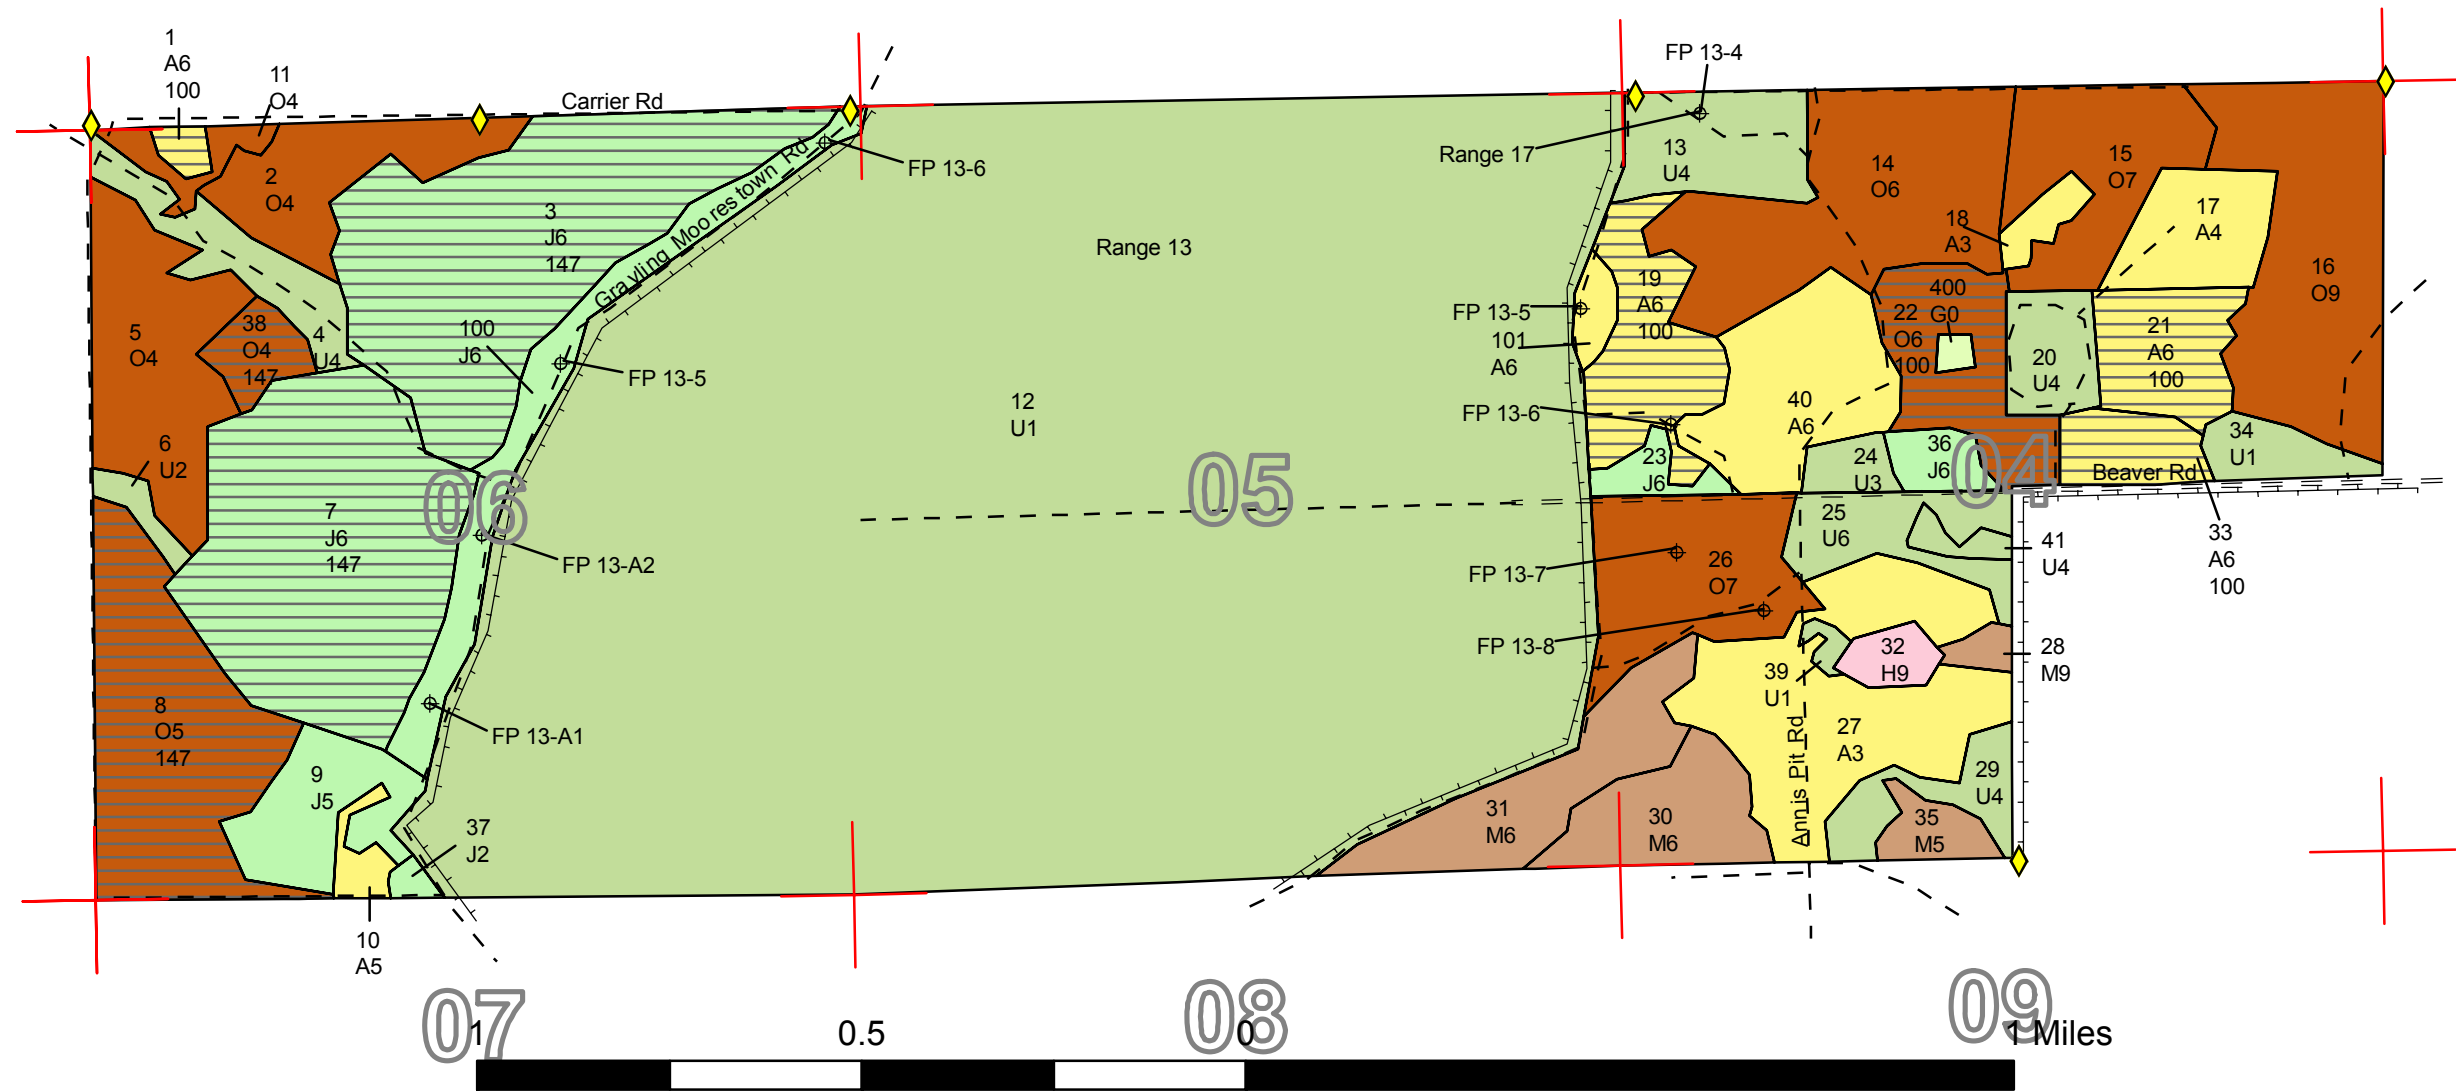 1
A6
100
11
O4
Carrier Rd
FP 13-4
2
O4
3
J6
147
Grayling Moorestown Rd
FP 13-6
Range 13
Range 17
13
U4
14
O6
15
O7
17
A4
18
A3
16
O9
5
O4
38
O4
147
4
U4
100
J6
FP 13-5
12
U1
FP 13-5
101
A6
19
A6
100
FP 13-6
40
A6
400
G0
22
O6
100
20
U4
21
A6
100
6
U2
7
J6
147
06
05
04
23
J6
24
U3
36
J6
34
U1
Beaver Rd
33
A6
100
FP 13-A2
FP 13-7
26
O7
25
U6
41
U4
FP 13-8
39
U1
32
H9
28
M9
8
O5
147
FP 13-A1
9
J5
37
J2
10
A5
31
M6
30
M6
Annis Pit Rd
27
A3
29
U4
35
M5
07
08
09
1
0.5
0
1 Miles